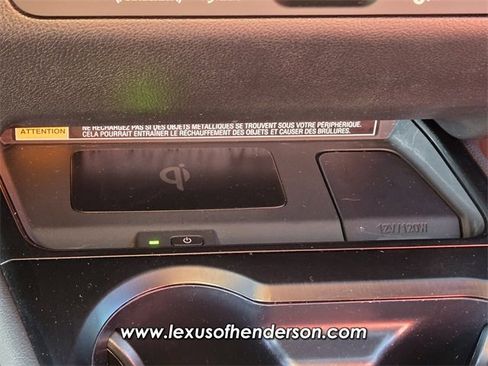 NE RECHARGEZ PAS SI DES OBJETS MÉTALLIQUES SE TROUVENT SOUS VOTRE PÉRIPHÉRIQUE.
ATTENTION
CELA POURRAIT ENTRAÎNER LE RÉCHAUFFEMENT DES OBJETS ET CAUSER DES BRÛLURES.
12V/120W
www.lexusofhenderson.com